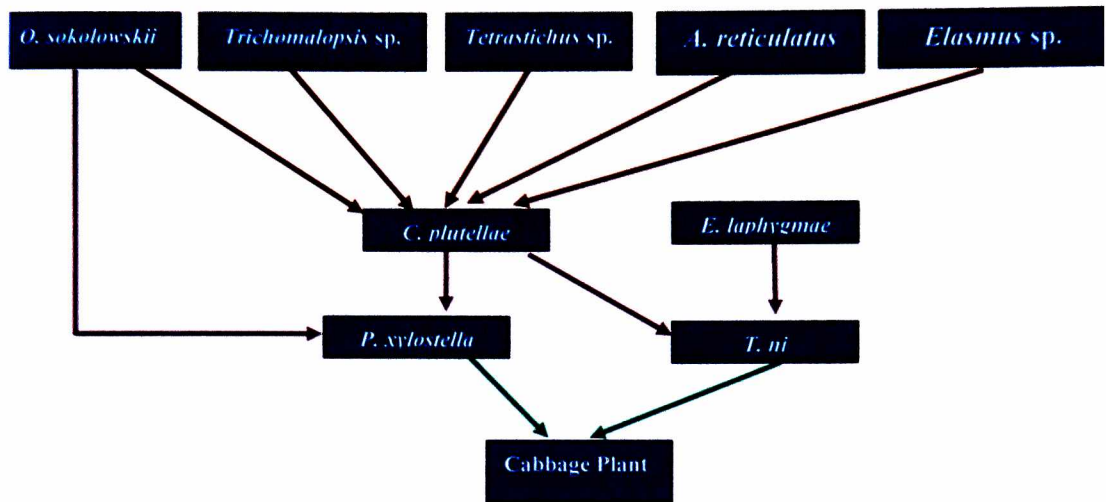 O. sokolowskii
Trichomalopsis sp.
Tetrastichus sp.
A. reticulatus
Elasmus sp.
C. plutellae
E. laphygmae
P. xylostella
T. ni
Cabbage Plant